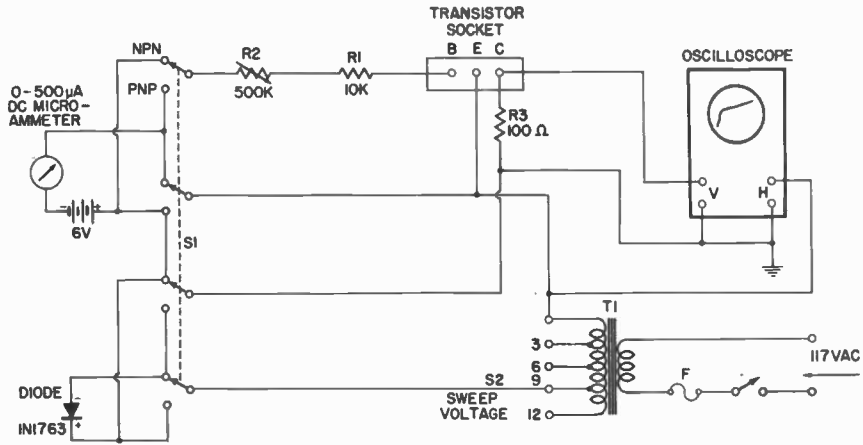 TRANSISTOR
SOCKET
B E C
NPN
R2
500K
R1
10K
OSCILLOSCOPE
PNP
0-500µA
DC MICRO-
AMMETER
R3
100 Ω
V H
- +
6V
S1
T1
3
6
S2 9
SWEEP
VOLTAGE
12
F
117VAC
DIODE
IN1763
-
+